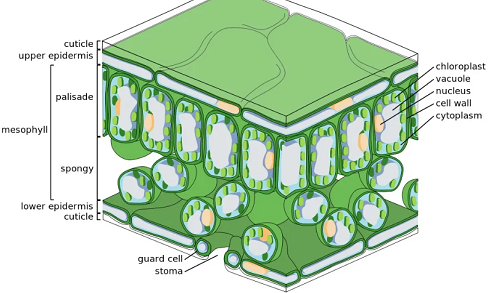 cuticle
upper epidermis
palisade
mesophyll
spongy
lower epidermis
cuticle
guard cell
stoma
chloroplast
vacuole
nucleus
cell wall
cytoplasm